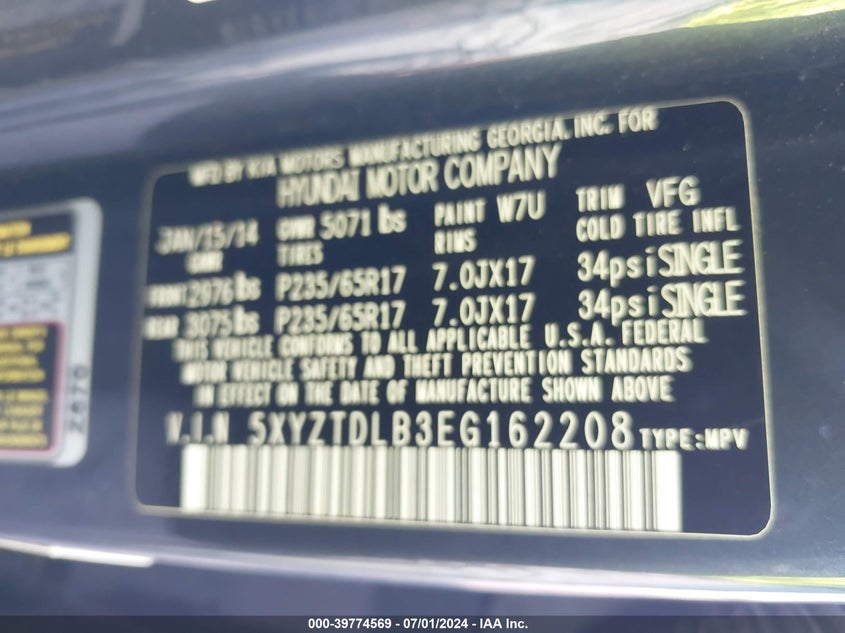 MFD BY KIA MOTORS MANUFACTURING GEORGIA, INC. FOR
HYUNDAI MOTOR COMPANY
JAN/15/14 GVWR 5071 lbs PAINT W7U TRIM VFG
GAWR TIRES RIMS COLD TIRE INFL
FRONT 2976 lbs P235/65R17 7.0JX17 34psi SINGLE
REAR 3075 lbs P235/65R17 7.0JX17 34psi SINGLE
THIS VEHICLE CONFORMS TO ALL APPLICABLE U.S.A. FEDERAL
MOTOR VEHICLE SAFETY AND THEFT PREVENTION STANDARDS
IN EFFECT ON THE DATE OF MANUFACTURE SHOWN ABOVE
V.I.N 5XYZTDLB3EG162208 TYPE:MPV
000-39774569 - 07/01/2024 - IAA Inc.